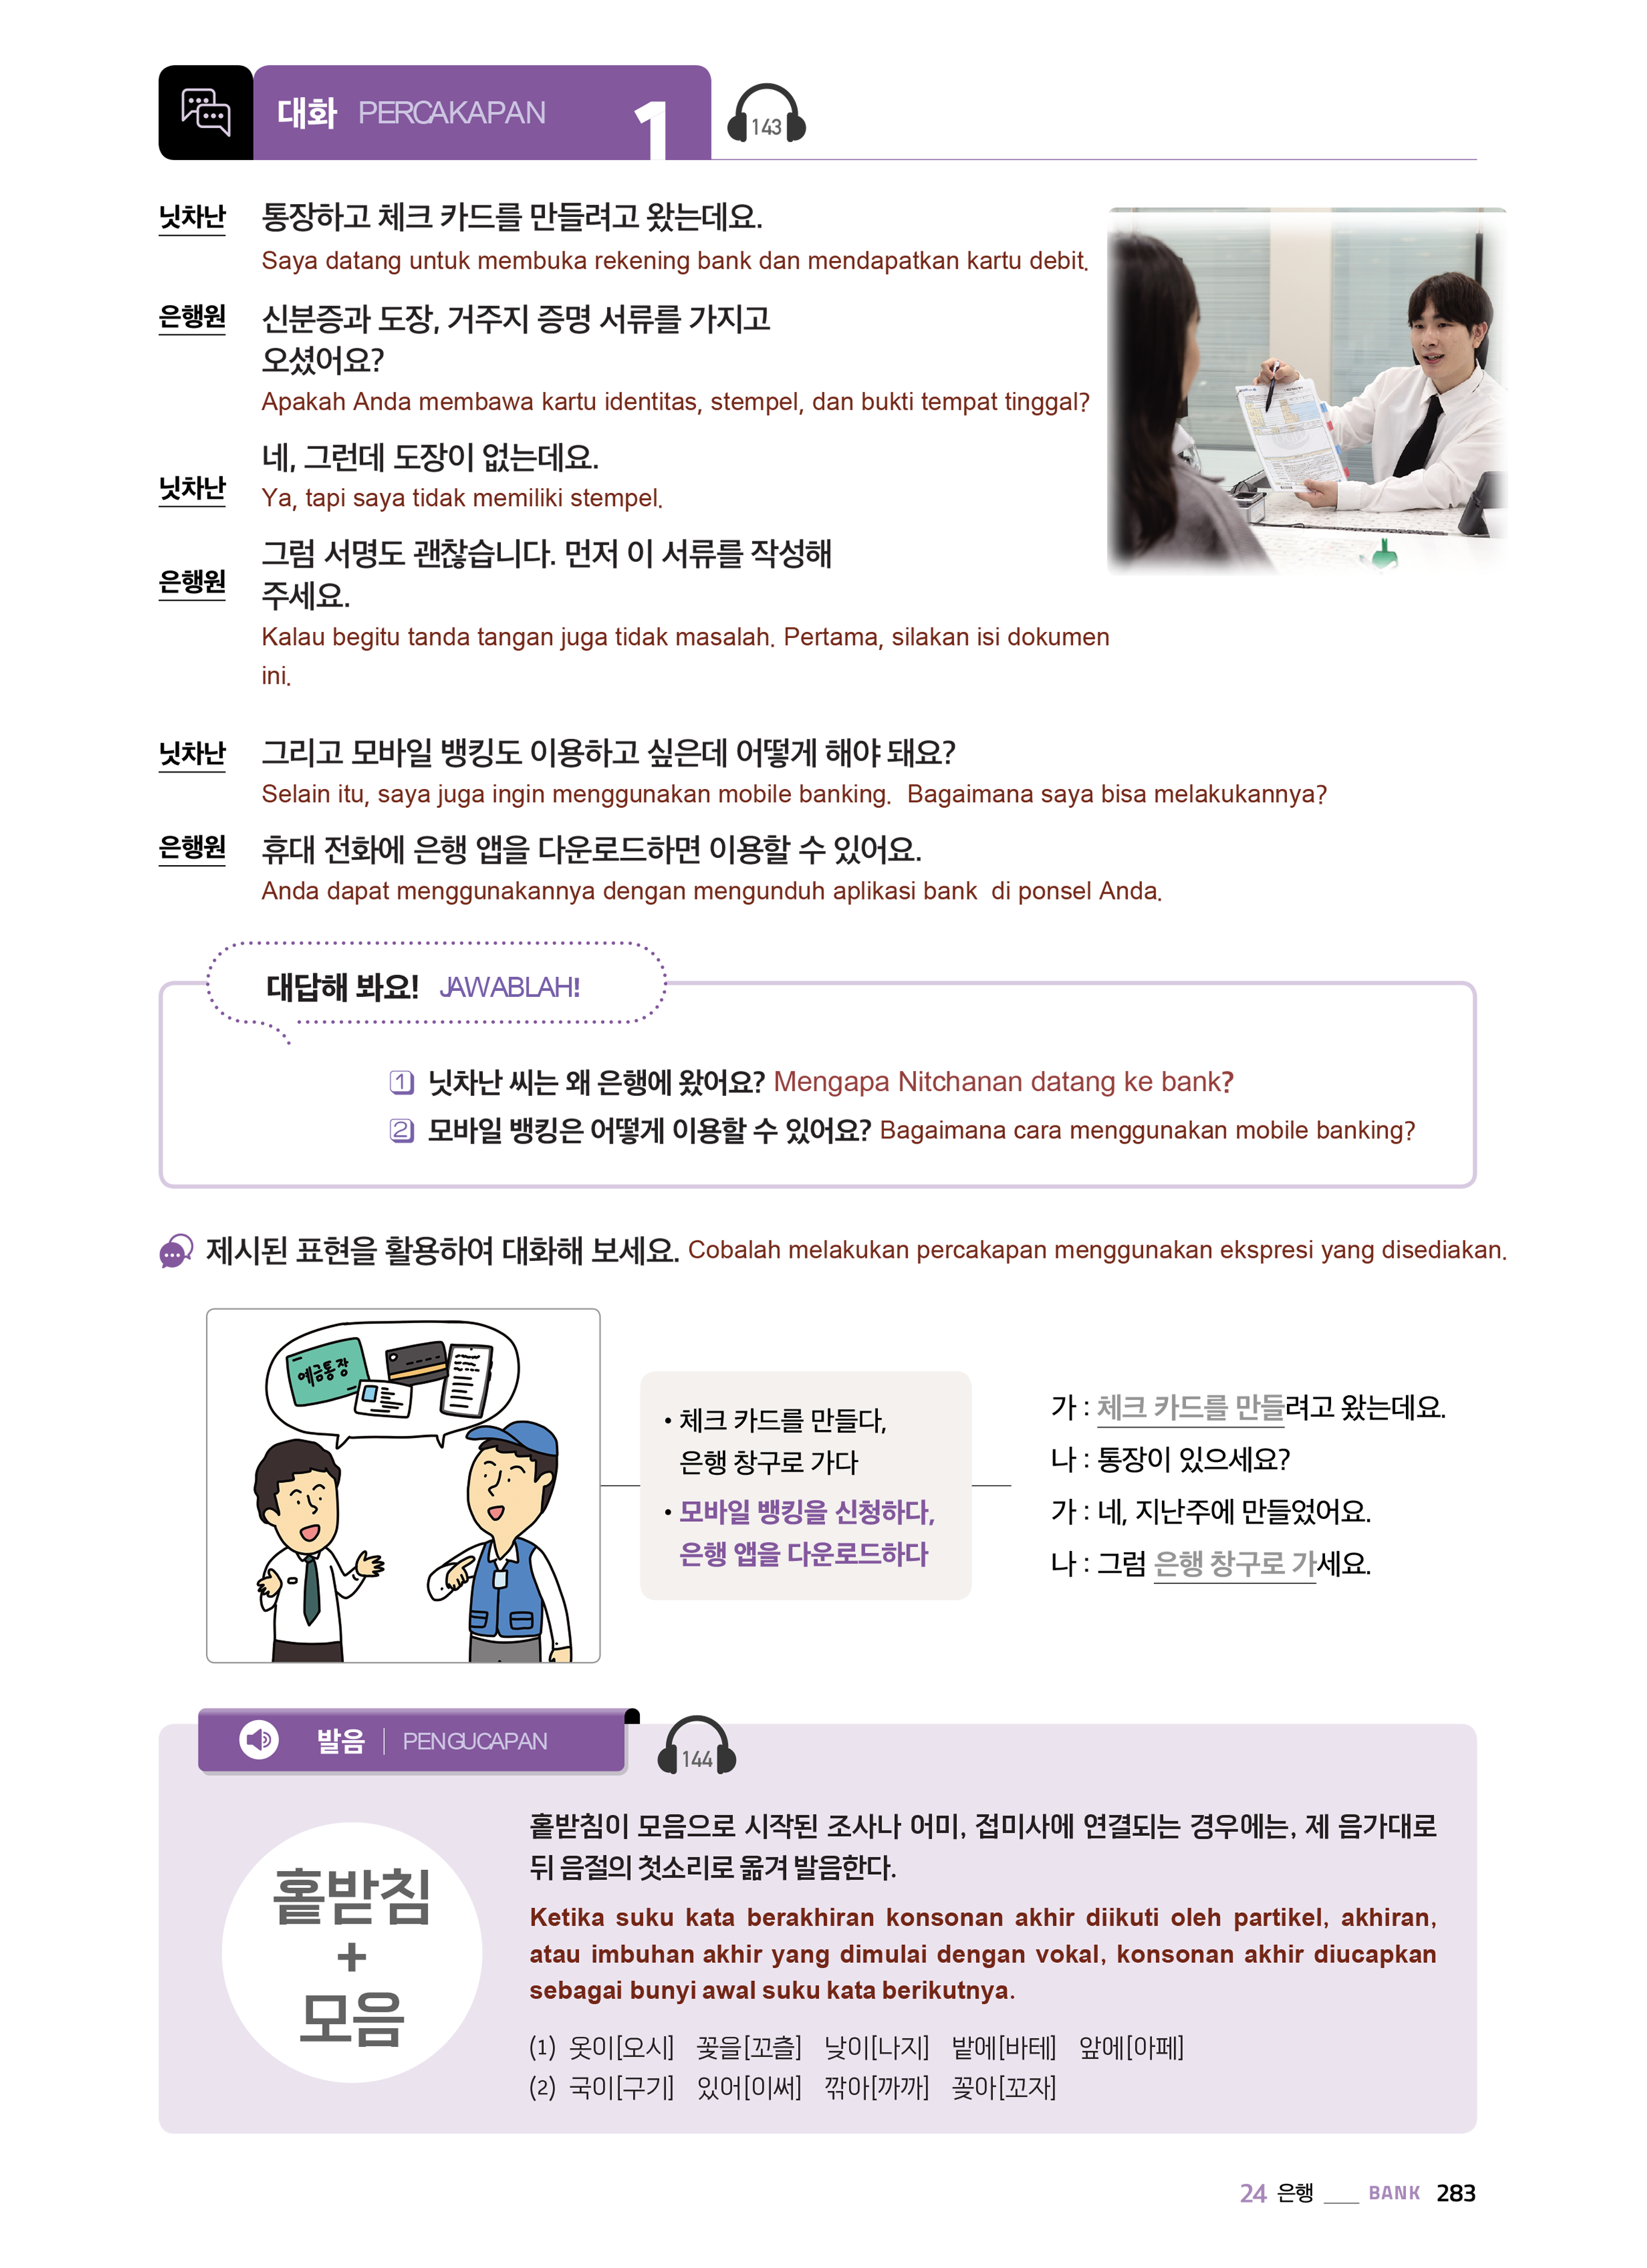 대화 PERCAKAPAN 1 143
닛차난 통장하고 체크 카드를 만들려고 왔는데요.
Saya datang untuk membuka rekening bank dan mendapatkan kartu debit.
은행원 신분증과 도장, 거주지 증명 서류를 가지고
오셨어요?
Apakah Anda membawa kartu identitas, stempel, dan bukti tempat tinggal?
네, 그런데 도장이 없는데요.
닛차난 Ya, tapi saya tidak memiliki stempel.
그럼 서명도 괜찮습니다. 먼저 이 서류를 작성해
은행원 주세요.
Kalau begitu tanda tangan juga tidak masalah. Pertama, silakan isi dokumen
ini.
닛차난 그리고 모바일 뱅킹도 이용하고 싶은데 어떻게 해야 돼요?
Selain itu, saya juga ingin menggunakan mobile banking. Bagaimana saya bisa melakukannya?
은행원 휴대 전화에 은행 앱을 다운로드하면 이용할 수 있어요.
Anda dapat menggunakannya dengan mengunduh aplikasi bank di ponsel Anda.
대답해 봐요! JAWABLAH!
1 닛차난 씨는 왜 은행에 왔어요? Mengapa Nitchanan datang ke bank?
2 모바일 뱅킹은 어떻게 이용할 수 있어요? Bagaimana cara menggunakan mobile banking?
제시된 표현을 활용하여 대화해 보세요. Cobalah melakukan percakapan menggunakan ekspresi yang disediakan.
예금통장
• 체크 카드를 만들다,
은행 창구로 가다
• 모바일 뱅킹을 신청하다,
은행 앱을 다운로드하다
가 : 체크 카드를 만들려고 왔는데요.
나 : 통장이 있으세요?
가 : 네, 지난주에 만들었어요.
나 : 그럼 은행 창구로 가세요.
발음 | PENGUCAPAN 144
홑받침
+
모음
홑받침이 모음으로 시작된 조사나 어미, 접미사에 연결되는 경우에는, 제 음가대로
뒤 음절의 첫소리로 옮겨 발음한다.
Ketika suku kata berakhiran konsonan akhir diikuti oleh partikel, akhiran,
atau imbuhan akhir yang dimulai dengan vokal, konsonan akhir diucapkan
sebagai bunyi awal suku kata berikutnya.
(1) 옷이[오시] 꽃을[꼬츨] 낮이[나지] 밭에[바테] 앞에[아페]
(2) 국이[구기] 있어[이써] 깎아[까까] 꽂아[꼬자]
24 은행 ___ BANK 283